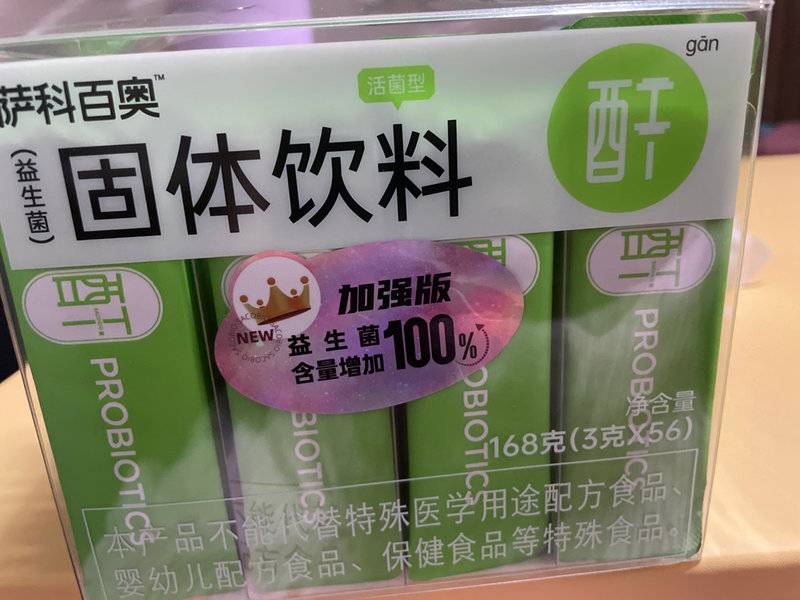 gān
萨科百奥™
活菌型
酐
(益生菌)
固体饮料
酐
PROBIOTICS
NEW
加强版
益生菌
含量增加100%
PROBIOTICS
酐
PROBIOTICS
净含量
168克(3克×56)
本产品不能代替特殊医学用途配方食品、
婴幼儿配方食品、保健食品等特殊食品。